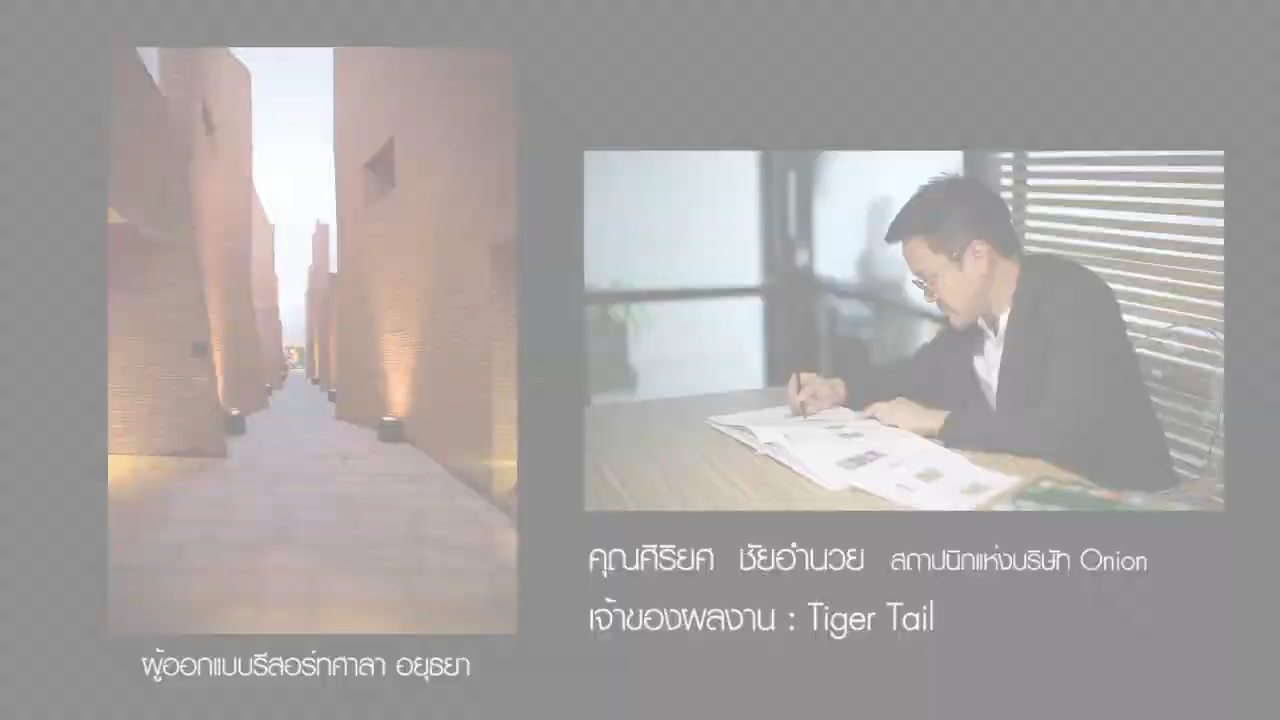 คุณศิริยศ ชัยอำนวย สถาปนิกแห่งบริษัท Onion
เจ้าของผลงาน : Tiger Tail
ผู้ออกแบบรีสอร์ทศาลา อยุธยา